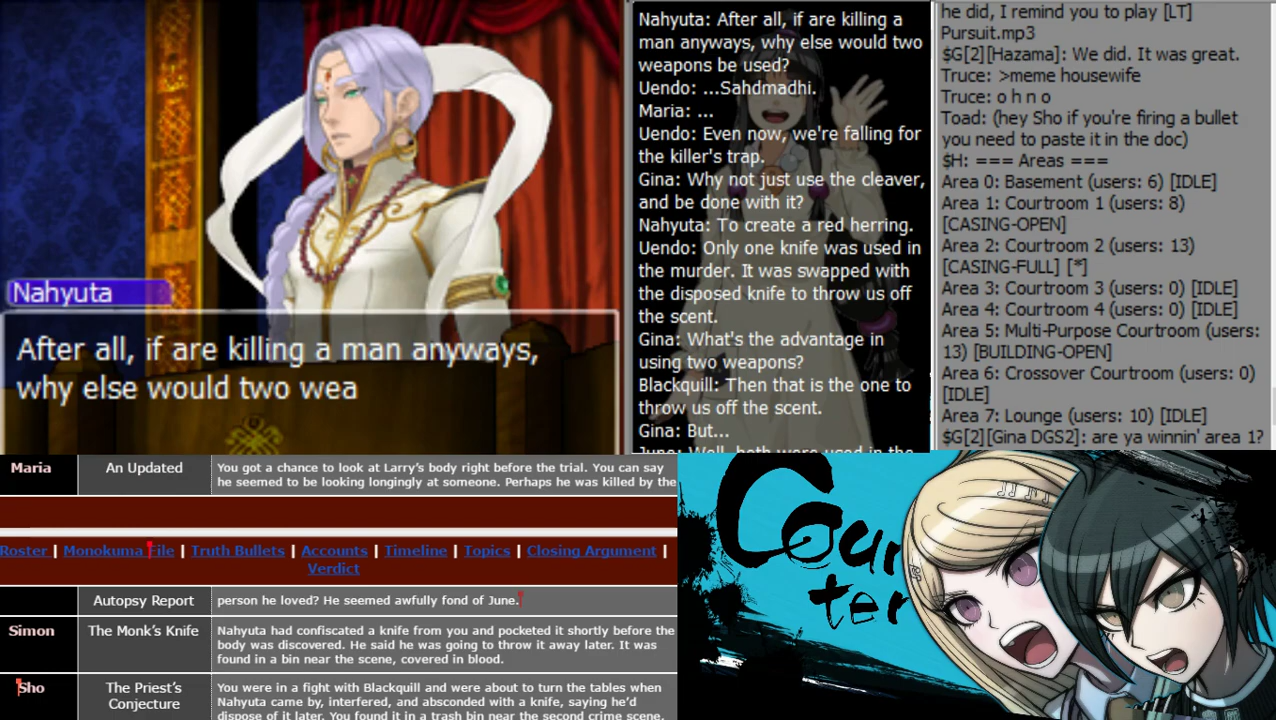 Nahyuta
After all, if are killing a man anyways,
why else would two wea
Nahyuta: After all, if are killing a
man anyways, why else would two
weapons be used?
Uendo: ...Sahdmadhi.
Maria: ...
Uendo: Even now, we're falling for
the killer's trap.
Gina: Why not just use the cleaver,
and be done with it?
Nahyuta: To create a red herring.
Uendo: Only one knife was used in
the murder. It was swapped with
the disposed knife to throw us off
the scent.
Gina: What's the advantage in
using two weapons?
Blackquill: Then that is the one to
throw us off the scent.
Gina: But...
June: Well, both were used in the
he did, I remind you to play [LT]
Pursuit.mp3
$G[2][Hazama]: We did. It was great.
Truce: >meme housewife
Truce: o h n o
Toad: (hey Sho if you're firing a bullet
you need to paste it in the doc)
$H: === Areas ===
Area 0: Basement (users: 6) [IDLE]
Area 1: Courtroom 1 (users: 8)
[CASING-OPEN]
Area 2: Courtroom 2 (users: 13)
[CASING-FULL] [*]
Area 3: Courtroom 3 (users: 0) [IDLE]
Area 4: Courtroom 4 (users: 0) [IDLE]
Area 5: Multi-Purpose Courtroom (users:
13) [BUILDING-OPEN]
Area 6: Crossover Courtroom (users: 0)
[IDLE]
Area 7: Lounge (users: 10) [IDLE]
$G[2][Gina DGS2]: are ya winnin' area 1?
Maria An Updated You got a chance to look at Larry's body right before the trial. You can say
he seemed to be looking longingly at someone. Perhaps he was killed by the
Roster | Monokuma File | Truth Bullets | Accounts | Timeline | Topics | Closing Argument |
Verdict
Autopsy Report person he loved? He seemed awfully fond of June.
Simon The Monk's Knife Nahyuta had confiscated a knife from you and pocketed it shortly before the
body was discovered. He said he was going to throw it away later. It was
found in a bin near the scene, covered in blood.
Sho The Priest's Conjecture You were in a fight with Blackquill and were about to turn the tables when
Nahyuta came by, interfered, and absconded with a knife, saying he'd
dispose of it later. You found it in a trash bin near the second crime scene.
Coun
ter